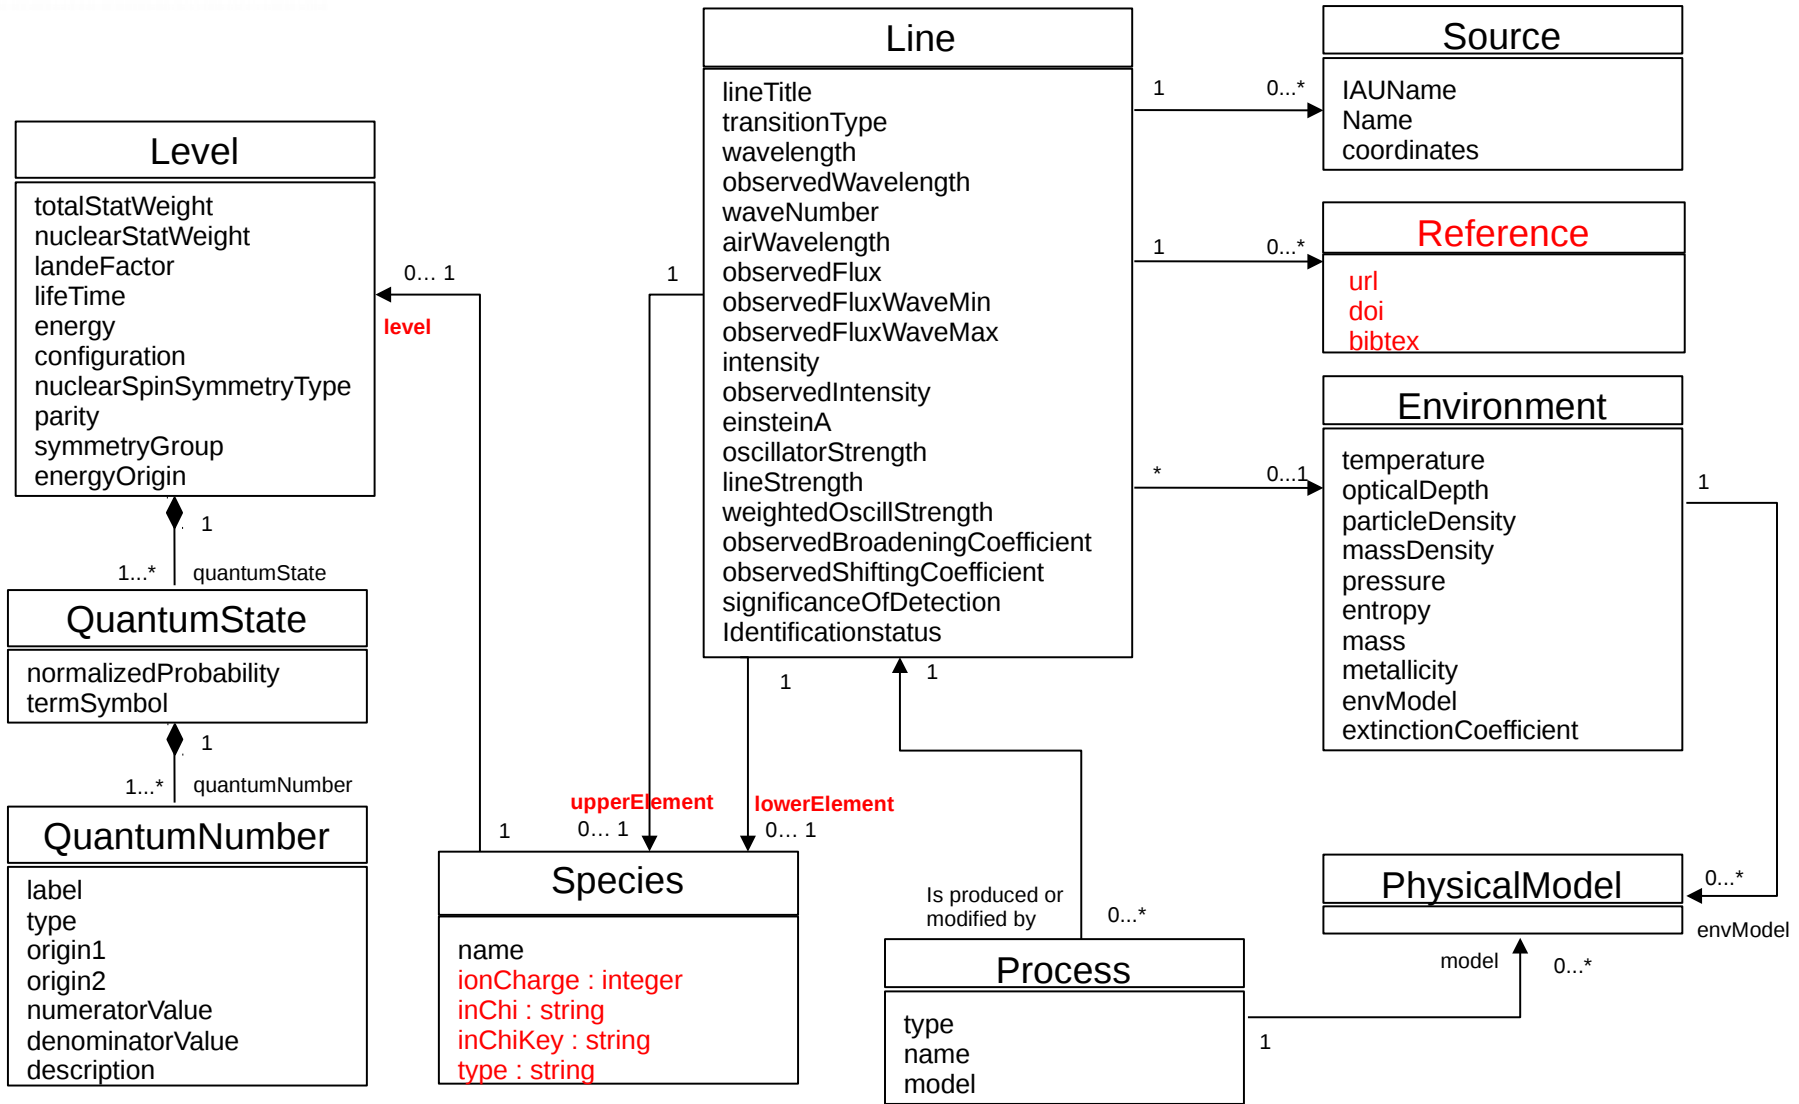 Level
totalStatWeight
nuclearStatWeight
landeFactor
lifeTime
energy
configuration
nuclearSpinSymmetryType
parity
symmetryGroup
energyOrigin
1
1...*
quantumState
QuantumState
normalizedProbability
termSymbol
1
1...*
quantumNumber
QuantumNumber
label
type
origin1
origin2
numeratorValue
denominatorValue
description
0... 1
level
1
1
upperElement
0... 1
1
lowerElement
0... 1
Species
name
ionCharge : integer
inChi : string
inChiKey : string
type : string
Line
lineTitle
transitionType
wavelength
observedWavelength
waveNumber
airWavelength
observedFlux
observedFluxWaveMin
observedFluxWaveMax
intensity
observedIntensity
einsteinA
oscillatorStrength
lineStrength
weightedOscillStrength
observedBroadeningCoefficient
observedShiftingCoefficient
significanceOfDetection
Identificationstatus
1
Is produced or
modified by
0...*
Process
type
name
model
1
model
0...*
1
0...*
Source
IAUName
Name
coordinates
1
0...*
Reference
url
doi
bibtex
*
0...1
Environment
temperature
opticalDepth
particleDensity
massDensity
pressure
entropy
mass
metallicity
envModel
extinctionCoefficient
1
0...*
envModel
PhysicalModel